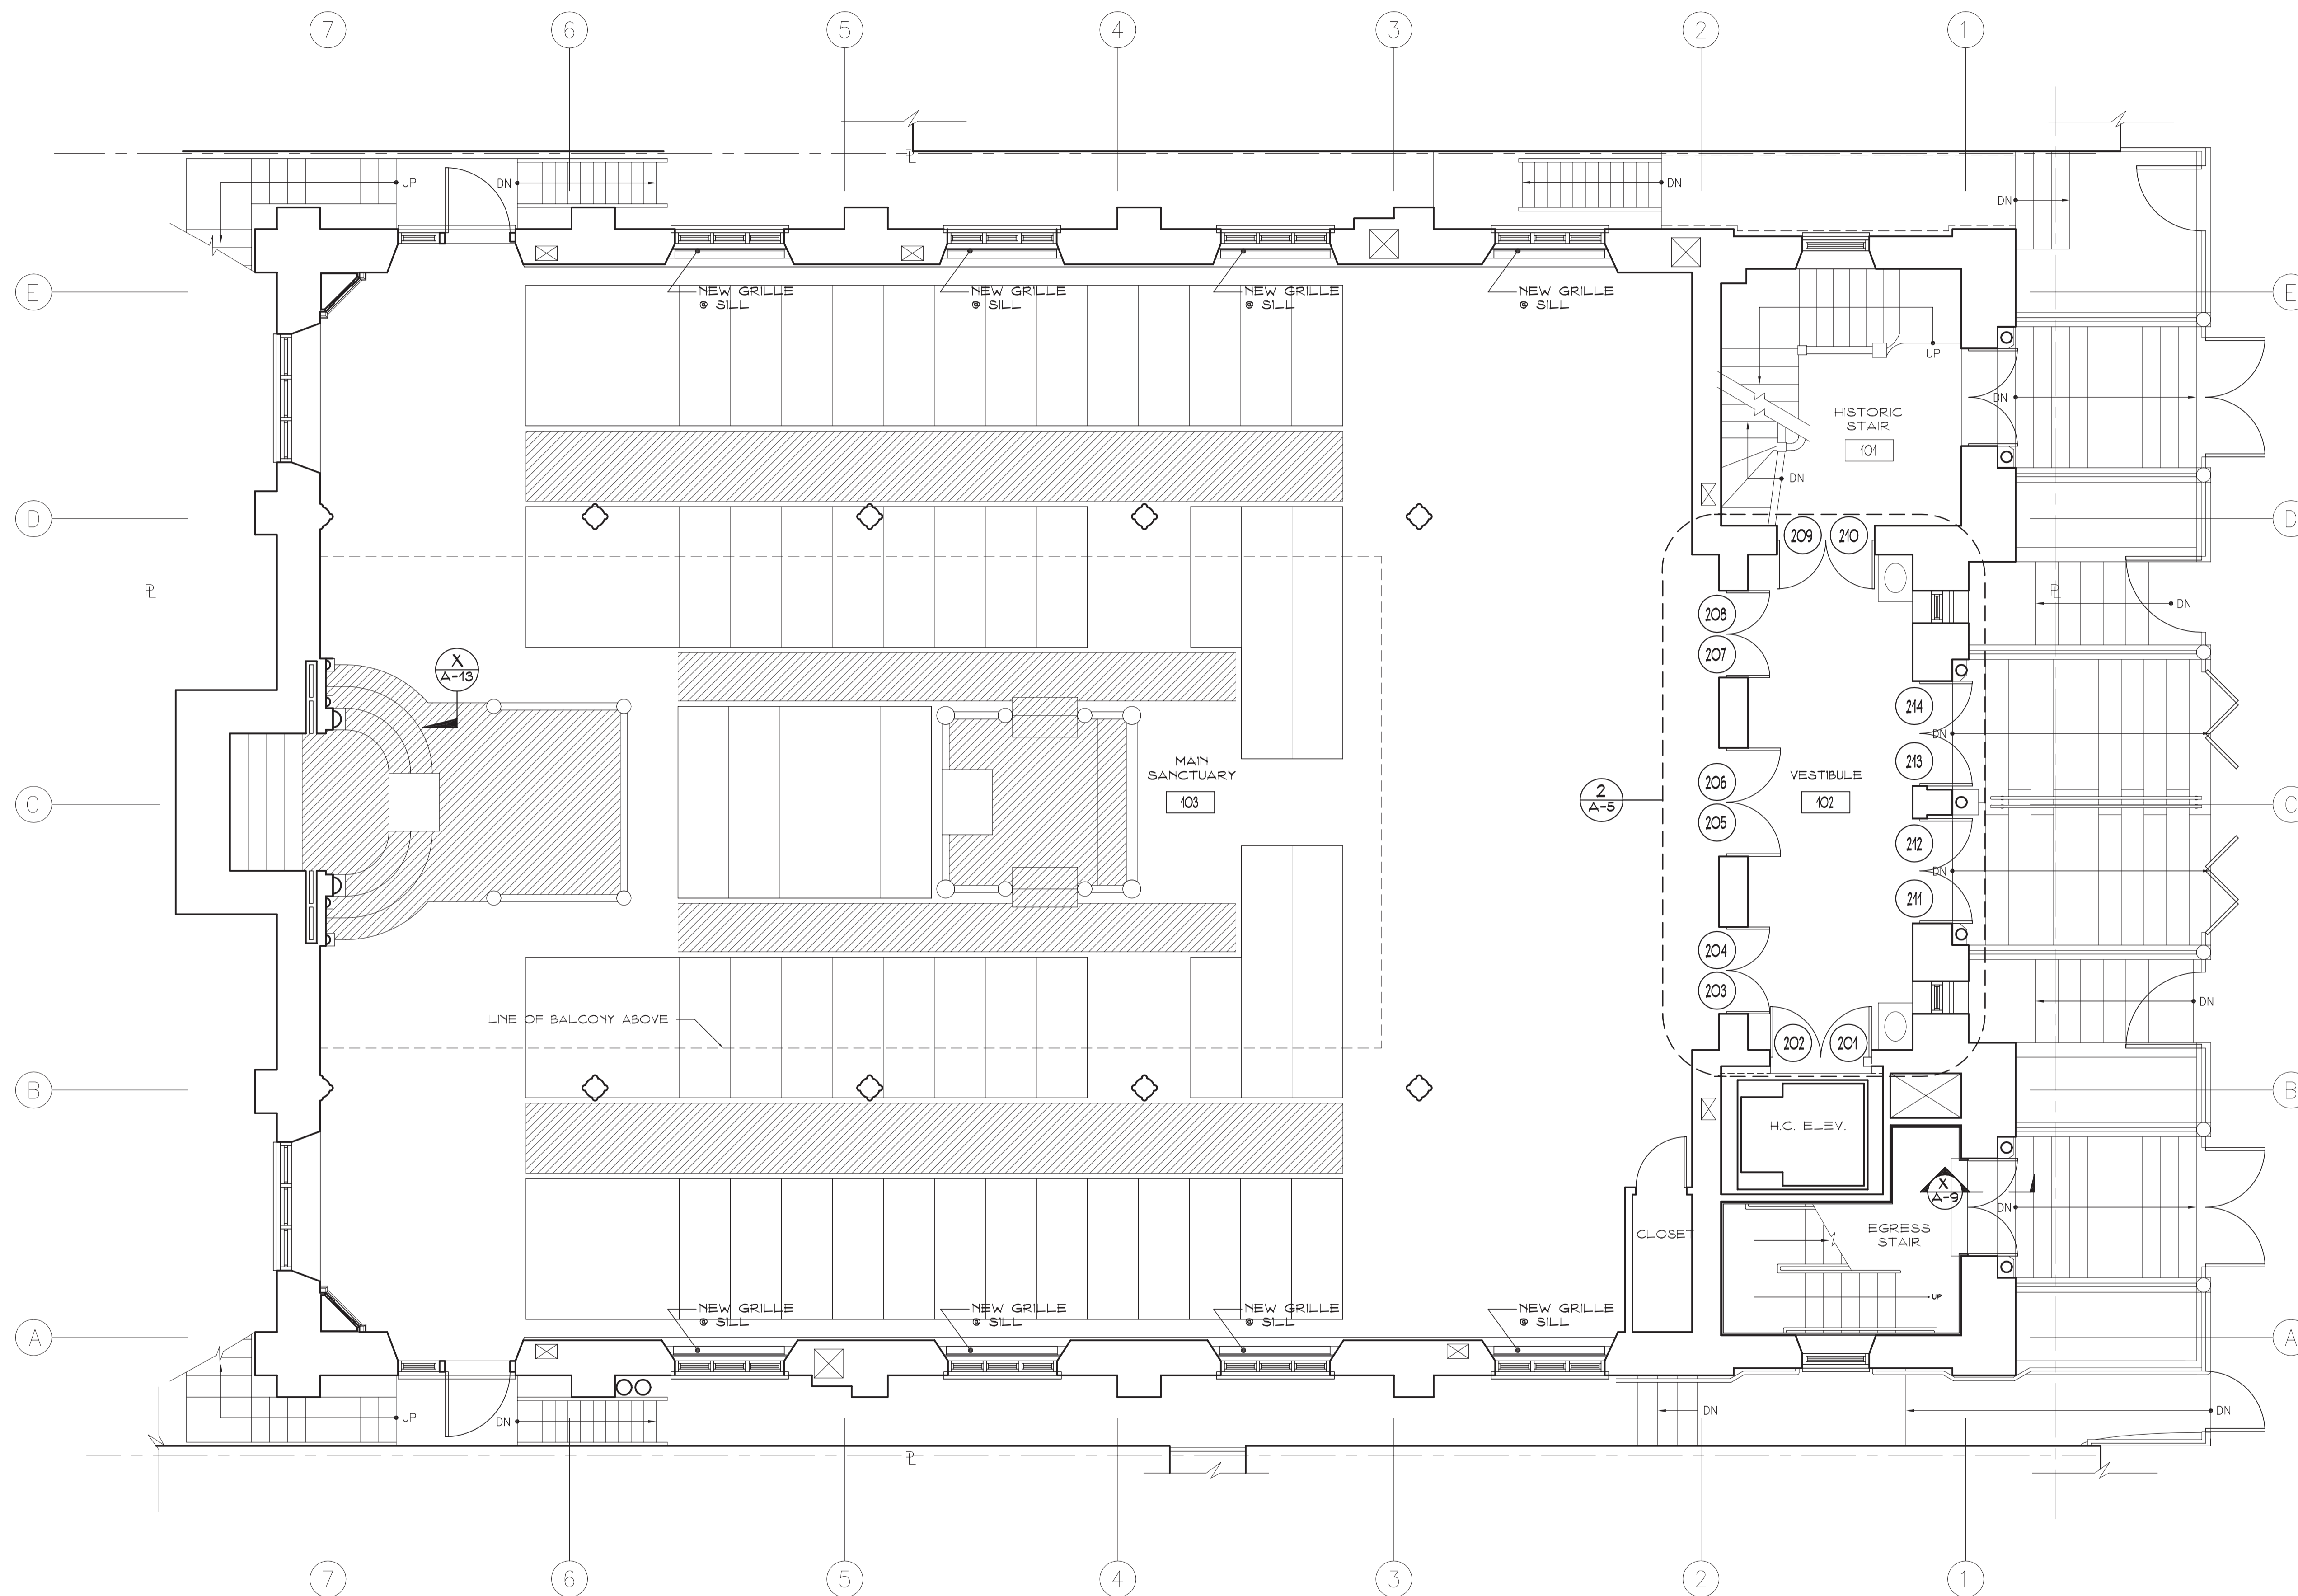 7 6 5 4 3 2 1
PL
UP DN DN DN
E E
NEW GRILLE
@ SILL
NEW GRILLE
@ SILL
NEW GRILLE
@ SILL
NEW GRILLE
@ SILL
UP
DN
HISTORIC
STAIR
101
DN
D D
209 210
PL PL
208
DN
207
X
A-13
214
DN
213
MAIN
SANCTUARY
103
206
VESTIBULE
102
2
A-5
C C
205
212
DN
211
204
203
DN
LINE OF BALCONY ABOVE
202 201
B B
H.C. ELEV.
X
A-9
DN
CLOSET
EGRESS
STAIR
UP
NEW GRILLE
@ SILL
NEW GRILLE
@ SILL
NEW GRILLE
@ SILL
NEW GRILLE
@ SILL
A A
UP DN DN DN
PL
7 6 5 4 3 2 1